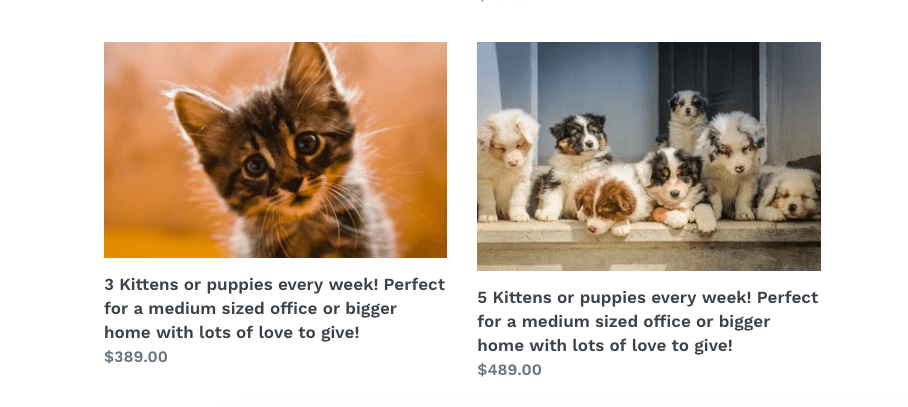 3 Kittens or puppies every week! Perfect
for a medium sized office or bigger
home with lots of love to give!
$389.00
5 Kittens or puppies every week! Perfect
for a medium sized office or bigger
home with lots of love to give!
$489.00